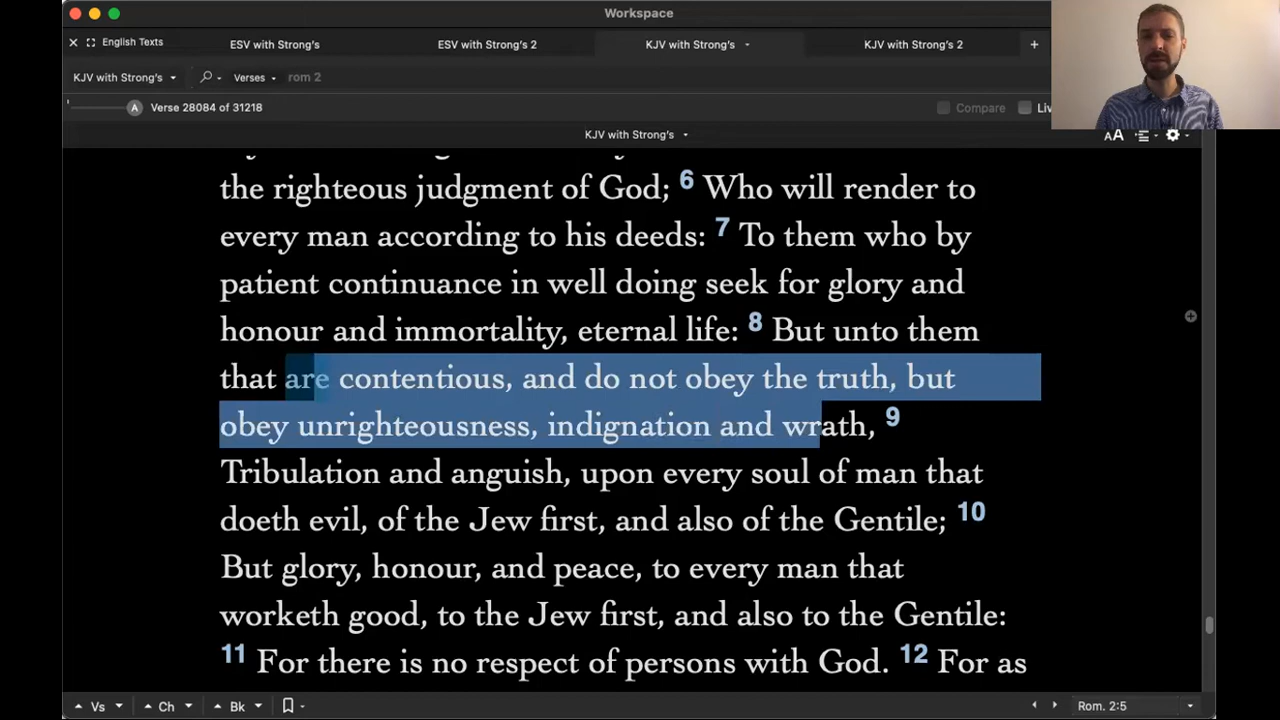 Workspace
English Texts
ESV with Strong's
ESV with Strong's 2
KJV with Strong's
KJV with Strong's 2
+
KJV with Strong's
Verses
rom 2
A
Verse 28084 of 31218
Compare
KJV with Strong's
AA
the righteous judgment of God; 6 Who will render to
every man according to his deeds: 7 To them who by
patient continuance in well doing seek for glory and
honour and immortality, eternal life: 8 But unto them
that are contentious, and do not obey the truth, but
obey unrighteousness, indignation and wrath, 9
Tribulation and anguish, upon every soul of man that
doeth evil, of the Jew first, and also of the Gentile; 10
But glory, honour, and peace, to every man that
worketh good, to the Jew first, and also to the Gentile:
11 For there is no respect of persons with God. 12 For as
Vs
Ch
Bk
Rom. 2:5